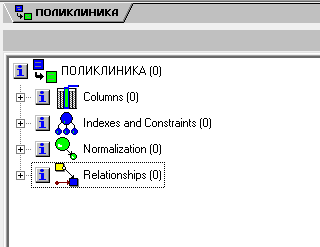 ПОЛИКЛИНИКА
ПОЛИКЛИНИКА (0)
Columns (0)
Indexes and Constraints (0)
Normalization (0)
Relationships (0)